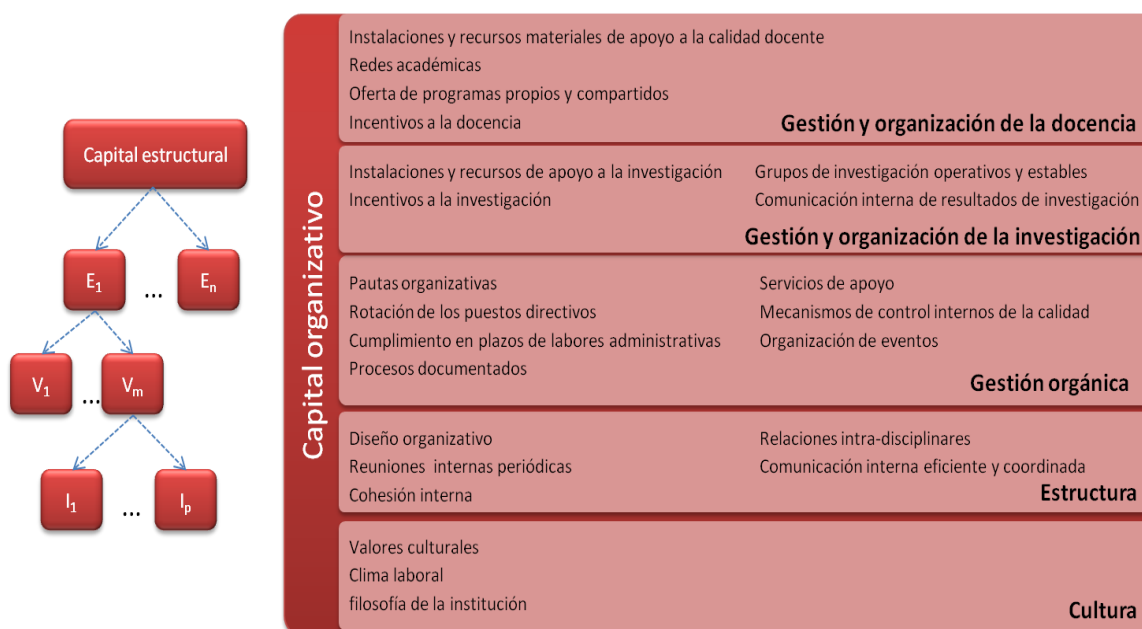 Capital estructural
E1
...
En
V1
...
Vm
I1
...
Ip
Capital organizativo
Instalaciones y recursos materiales de apoyo a la calidad docente
Redes académicas
Oferta de programas propios y compartidos
Incentivos a la docencia
Gestión y organización de la docencia
Instalaciones y recursos de apoyo a la investigación
Incentivos a la investigación
Grupos de investigación operativos y estables
Comunicación interna de resultados de investigación
Gestión y organización de la investigación
Pautas organizativas
Rotación de los puestos directivos
Cumplimiento en plazos de labores administrativas
Procesos documentados
Servicios de apoyo
Mecanismos de control internos de la calidad
Organización de eventos
Gestión orgánica
Diseño organizativo
Reuniones internas periódicas
Cohesión interna
Relaciones intra-disciplinares
Comunicación interna eficiente y coordinada
Estructura
Valores culturales
Clima laboral
filosofía de la institución
Cultura